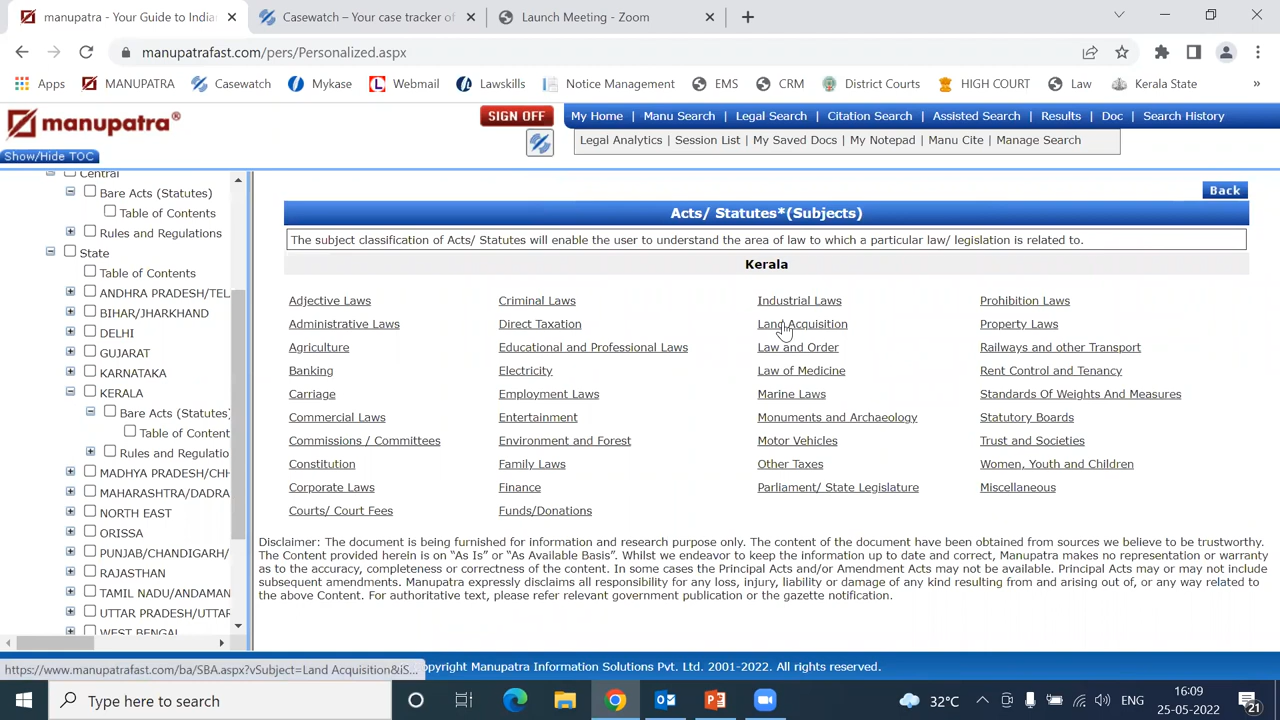 manupatra - Your Guide to Indian
Casewatch – Your case tracker of
Launch Meeting - Zoom
manupatrafast.com/pers/Personalized.aspx
Apps
MANUPATRA
Casewatch
Mykase
Webmail
Lawskills
Notice Management
EMS
CRM
District Courts
HIGH COURT
Law
Kerala State
»
manupatra®
SIGN OFF
My Home | Manu Search | Legal Search | Citation Search | Assisted Search | Results | Doc | Search History
Legal Analytics | Session List | My Saved Docs | My Notepad | Manu Cite | Manage Search
Show/Hide TOC
Central
Bare Acts (Statutes)
Table of Contents
Rules and Regulations
State
Table of Contents
ANDHRA PRADESH/TEL
BIHAR/JHARKHAND
DELHI
GUJARAT
KARNATAKA
KERALA
Bare Acts (Statutes)
Table of Content
Rules and Regulatio
MADHYA PRADESH/CHH
MAHARASHTRA/DADRA
NORTH EAST
ORISSA
PUNJAB/CHANDIGARH/
RAJASTHAN
TAMIL NADU/ANDAMAN
UTTAR PRADESH/UTTAR
WEST BENGAL
Back
Acts/ Statutes*(Subjects)
The subject classification of Acts/ Statutes will enable the user to understand the area of law to which a particular law/ legislation is related to.
Kerala
Adjective Laws
Administrative Laws
Agriculture
Banking
Carriage
Commercial Laws
Commissions / Committees
Constitution
Corporate Laws
Courts/ Court Fees
Criminal Laws
Direct Taxation
Educational and Professional Laws
Electricity
Employment Laws
Entertainment
Environment and Forest
Family Laws
Finance
Funds/Donations
Industrial Laws
Land Acquisition
Law and Order
Law of Medicine
Marine Laws
Monuments and Archaeology
Motor Vehicles
Other Taxes
Parliament/ State Legislature
Prohibition Laws
Property Laws
Railways and other Transport
Rent Control and Tenancy
Standards Of Weights And Measures
Statutory Boards
Trust and Societies
Women, Youth and Children
Miscellaneous
Disclaimer: The document is being furnished for information and research purpose only. The content of the document have been obtained from sources we believe to be trustworthy.
The Content provided herein is on “As Is” or “As Available Basis”. Whilst we endeavor to keep the information up to date and correct, Manupatra makes no representation or warranty
as to the accuracy, completeness or correctness of the content. In some cases the Principal Acts and/or Amendment Acts may not be available. Principal Acts may or may not include
subsequent amendments. Manupatra expressly disclaims all responsibility for any loss, injury, liability or damage of any kind resulting from and arising out of, or any way related to
the above Content. For authoritative text, please refer relevant government publication or the gazette notification.
https://www.manupatrafast.com/ba/SBA.aspx?vSubject=Land Acquisition&iS...
opyright Manupatra Information Solutions Pvt. Ltd. 2001-2022. All rights reserved.
Type here to search
32°C
ENG
16:09
25-05-2022
21